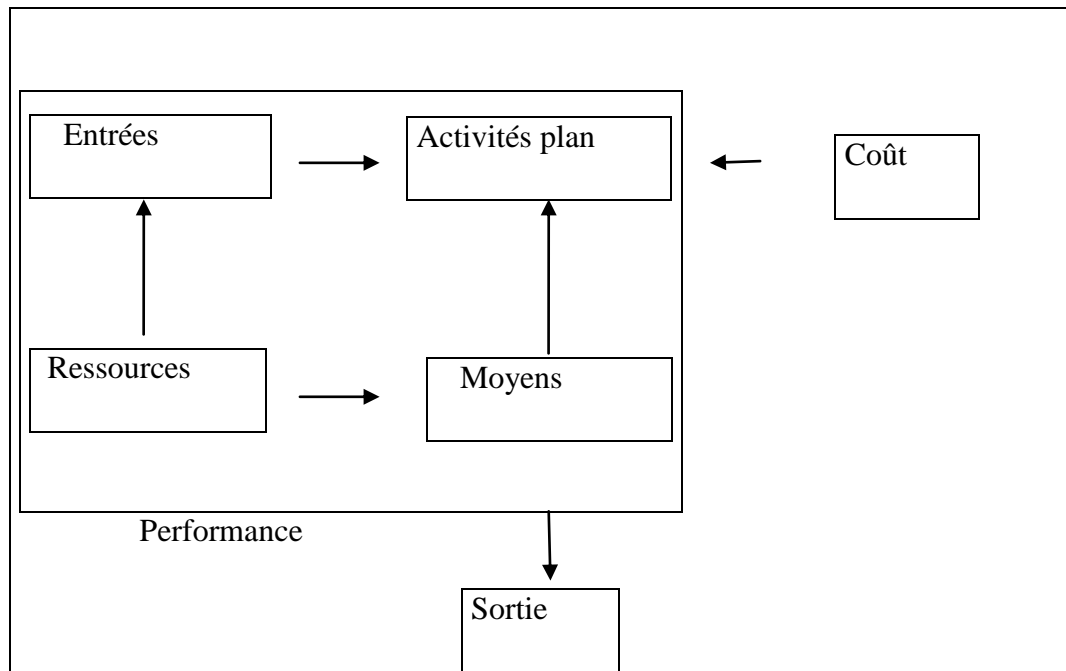 Entrées
Activités plan
Coût
Ressources
Moyens
Performance
Sortie